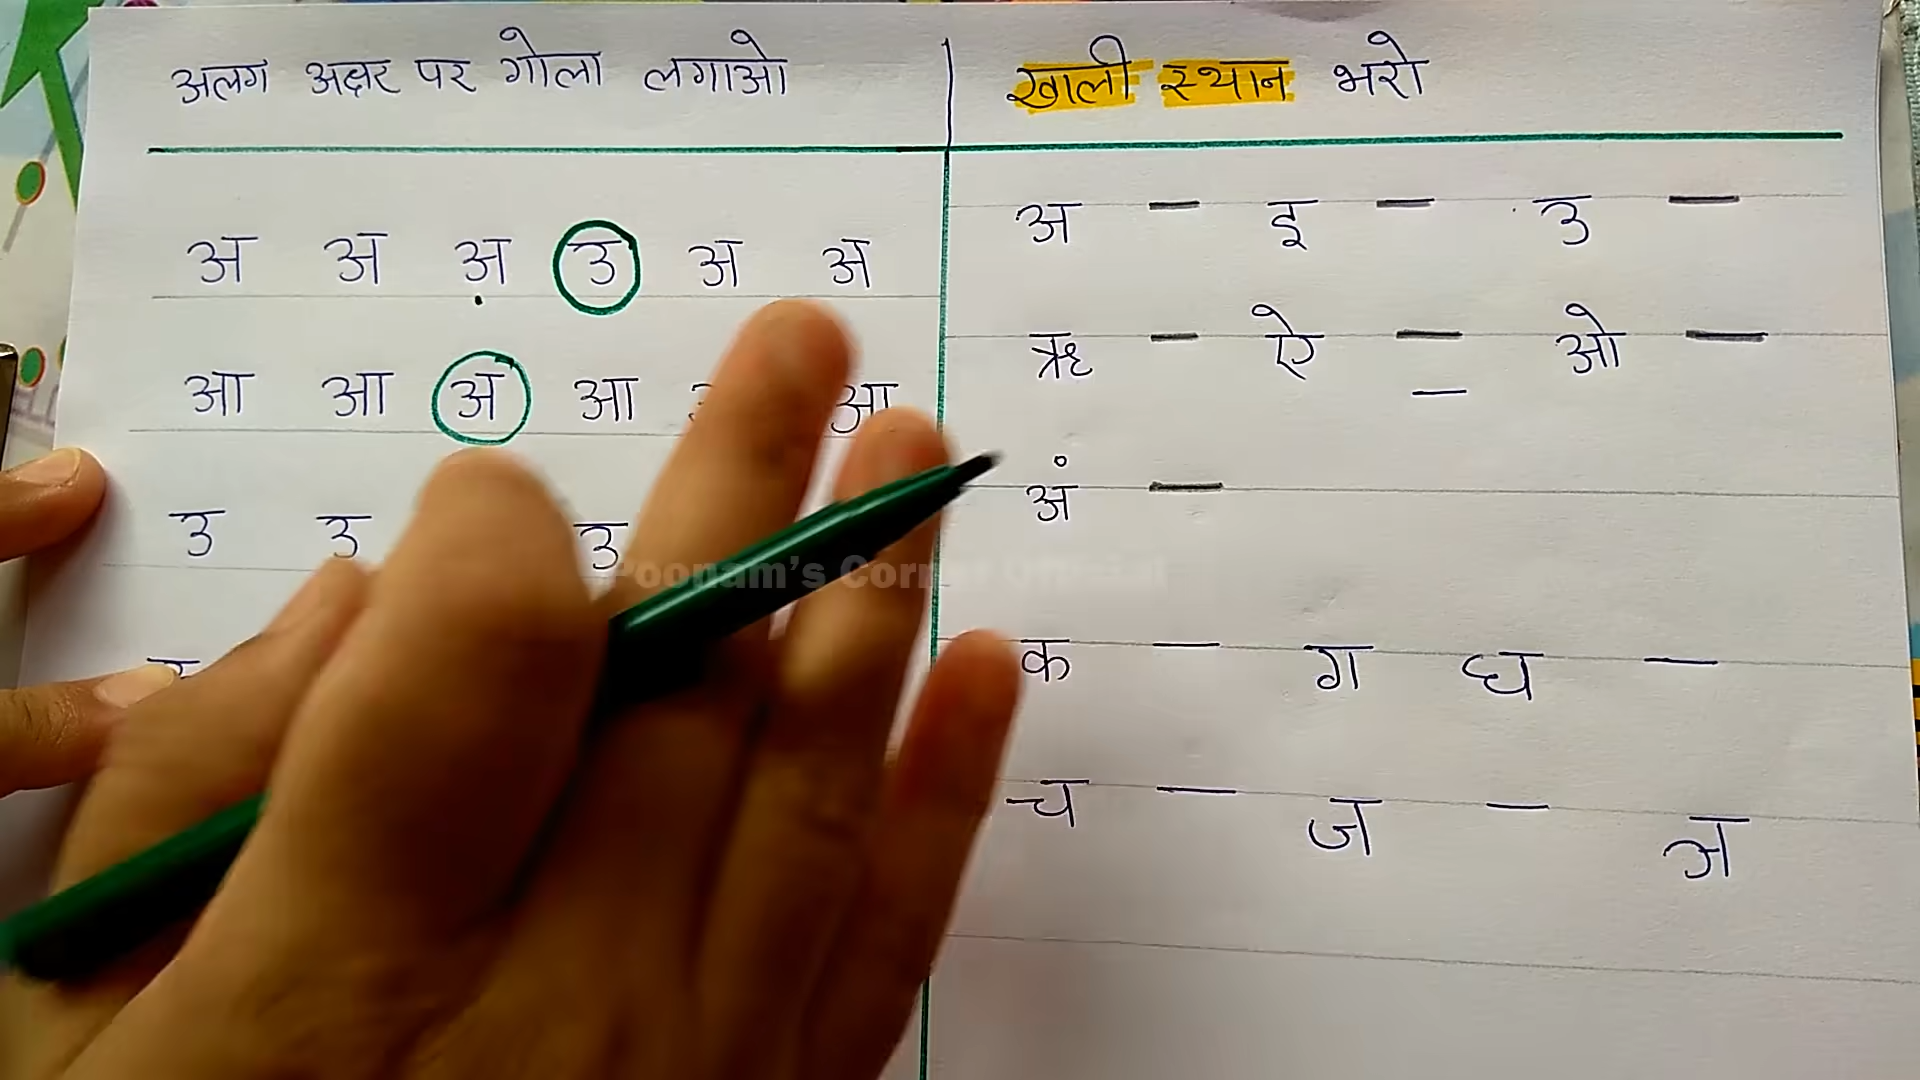 अलग अक्षर पर गोला लगाओ
अ अ अ उ अ अ
आ आ अ आ आ
उ उ उ
खाली स्थान भरो
अ — इ — उ —
ऋ — ऐ — ओ —
—
अं —
क — ग घ —
च — ज — ञ
Poonam's Corner Official